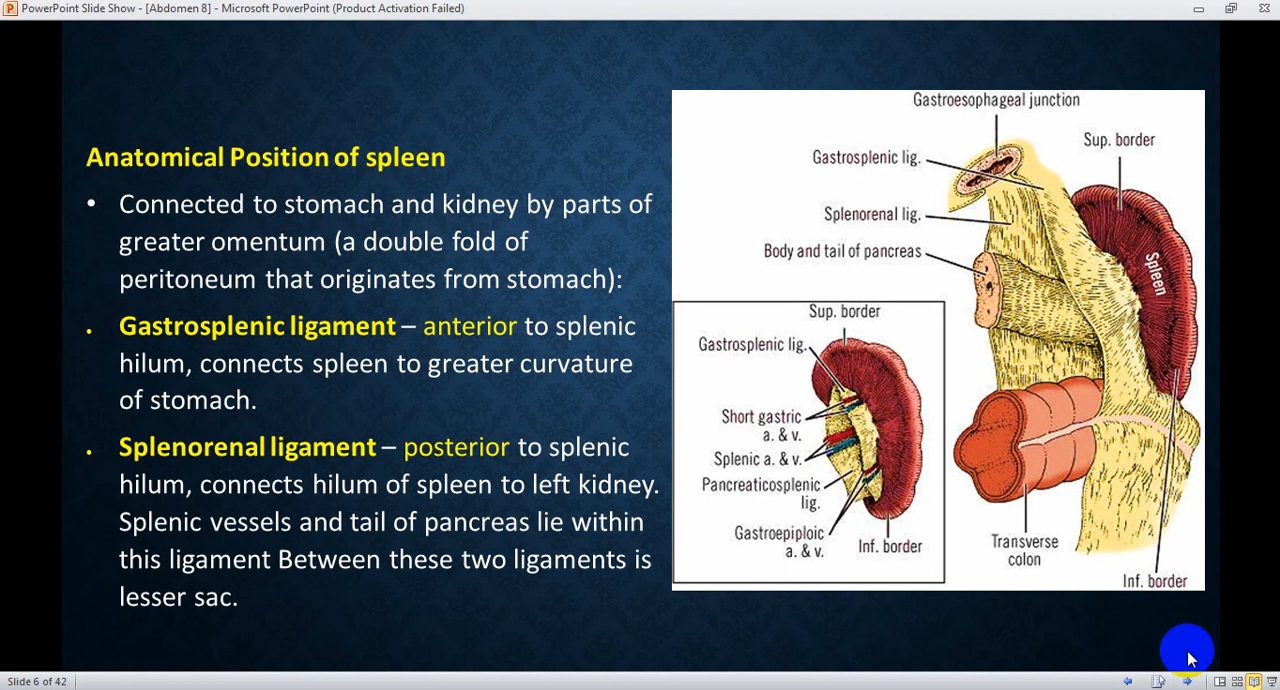 PowerPoint Slide Show - [Abdomen 8] - Microsoft PowerPoint (Product Activation Failed)
Anatomical Position of spleen
• Connected to stomach and kidney by parts of
greater omentum (a double fold of
peritoneum that originates from stomach):
• Gastrosplenic ligament – anterior to splenic
hilum, connects spleen to greater curvature
of stomach.
• Splenorenal ligament – posterior to splenic
hilum, connects hilum of spleen to left kidney.
Splenic vessels and tail of pancreas lie within
this ligament Between these two ligaments is
lesser sac.
Gastroesophageal junction
Sup. border
Gastrosplenic lig.
Splenorenal lig.
Body and tail of pancreas
Spleen
Sup. border
Gastrosplenic lig.
Short gastric
a. & v.
Splenic a. & v.
Pancreaticosplenic
lig.
Gastroepiploic
a. & v.
Inf. border
Transverse
colon
Inf. border
Slide 6 of 42